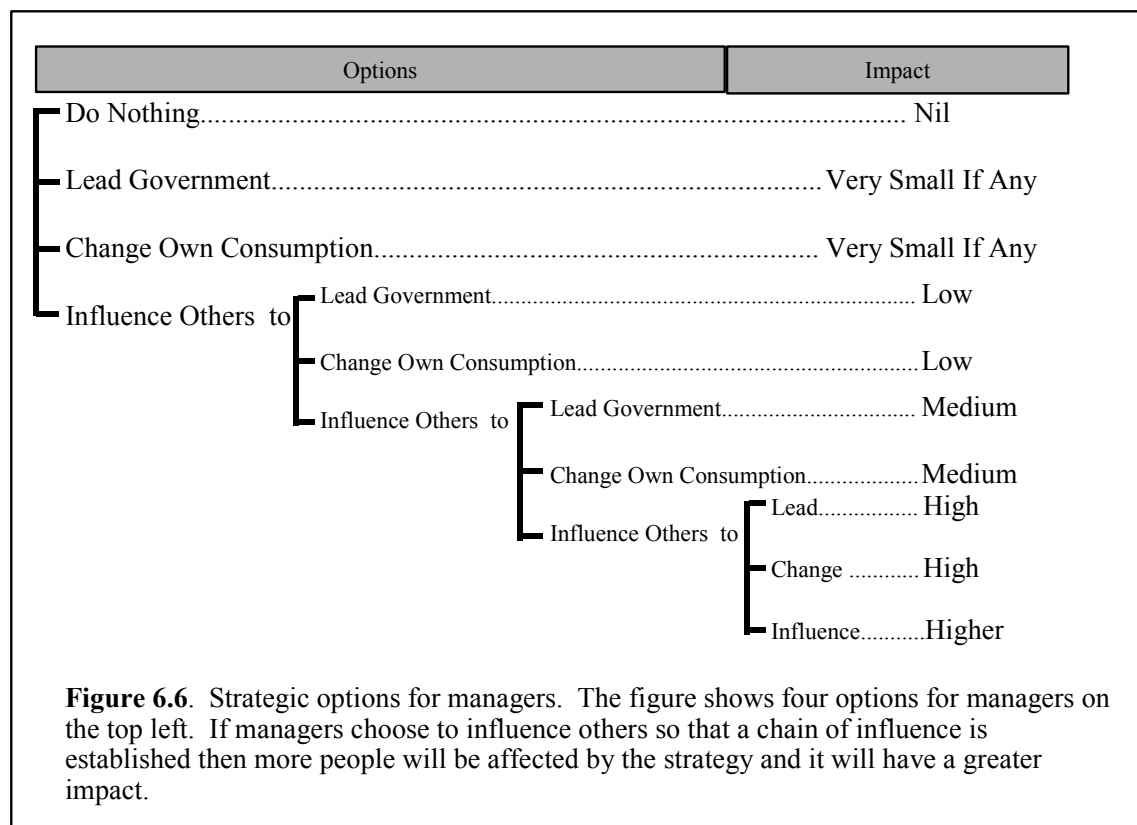 Options Impact
Do Nothing.......................................................................................................... Nil
Lead Government.................................................................................... Very Small If Any
Change Own Consumption..................................................................... Very Small If Any
Lead Government.......................................................................... Low
Influence Others to
Change Own Consumption........................................................... Low
Lead Government................................. Medium
Influence Others to
Change Own Consumption................... Medium
Lead................. High
Influence Others to
Change ............ High
Influence...........Higher
Figure 6.6. Strategic options for managers. The figure shows four options for managers on
the top left. If managers choose to influence others so that a chain of influence is
established then more people will be affected by the strategy and it will have a greater
impact.